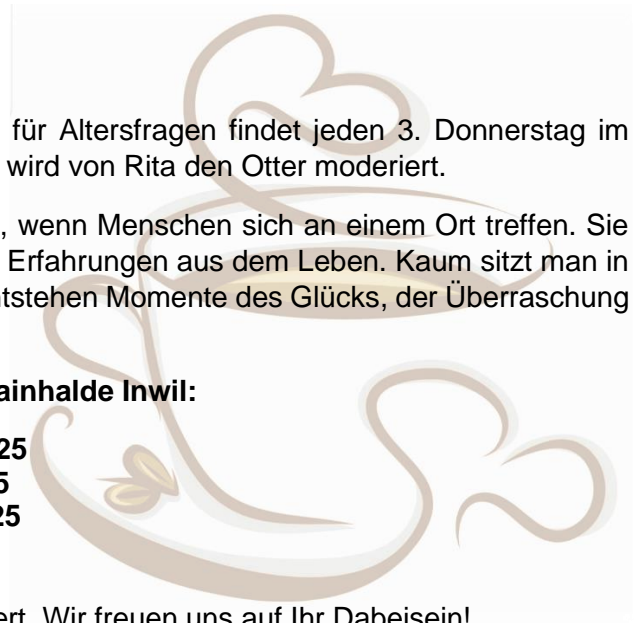 für Altersfragen findet jeden 3. Donnerstag im
wird von Rita den Otter moderiert.
, wenn Menschen sich an einem Ort treffen. Sie
Erfahrungen aus dem Leben. Kaum sitzt man in
ntstehen Momente des Glücks, der Überraschung
ainhalde Inwil:
25
5
25
ert. Wir freuen uns auf Ihr Dabeisein!